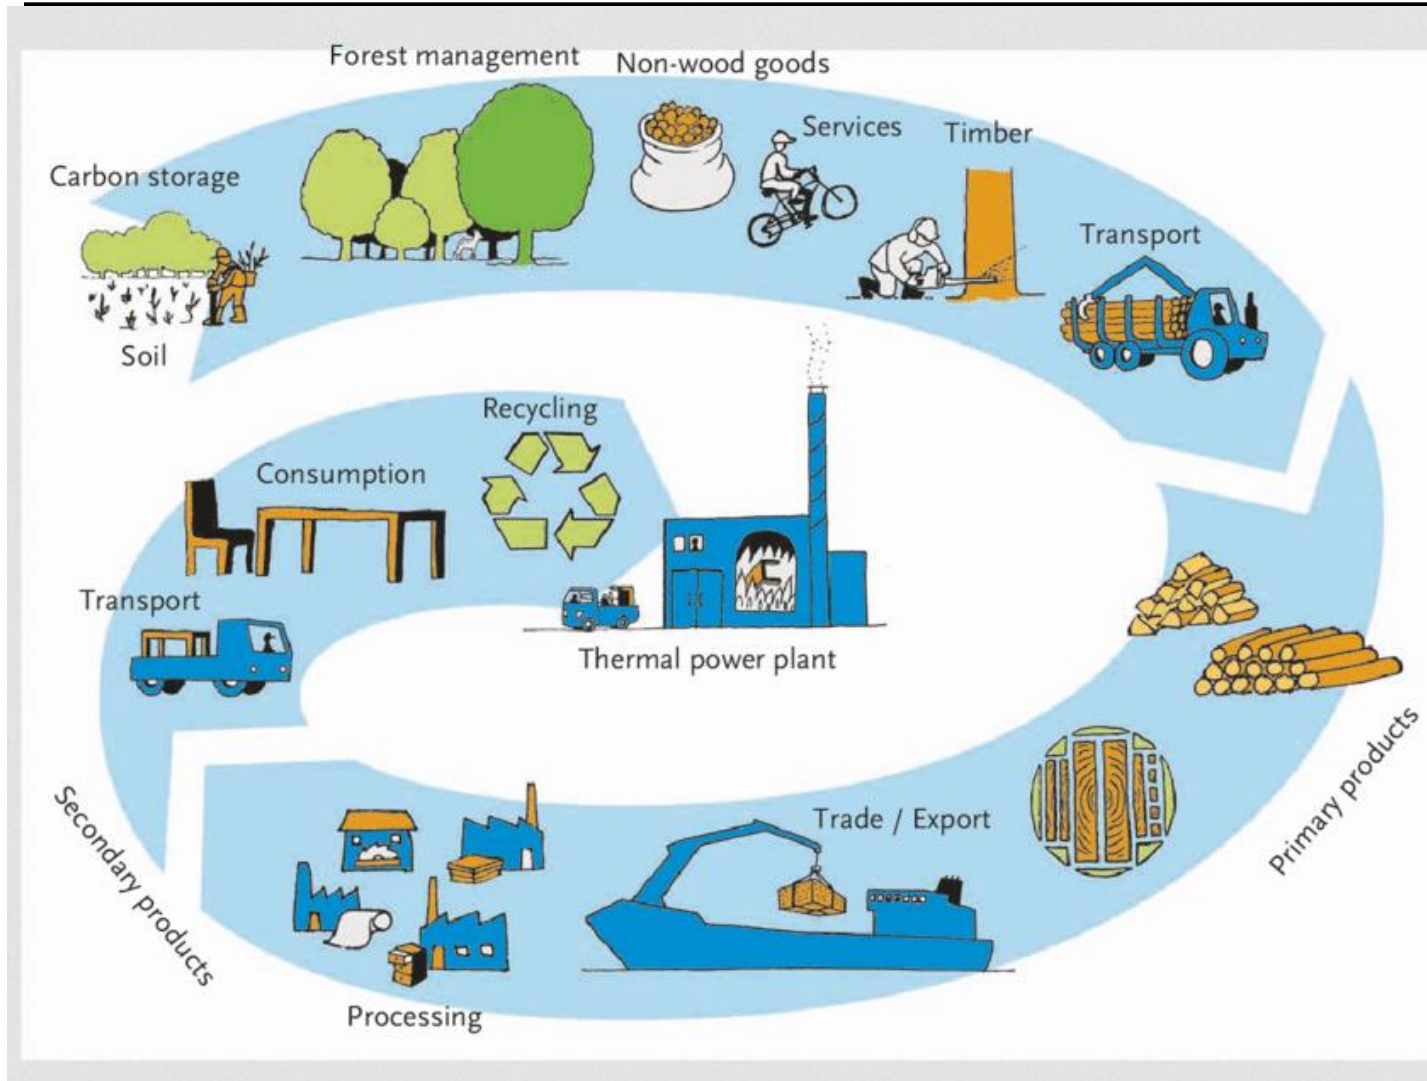 Forest management
Non-wood goods
Services
Timber
Carbon storage
Transport
Soil
Recycling
Consumption
Transport
Thermal power plant
Primary products
Trade / Export
Secondary products
Processing